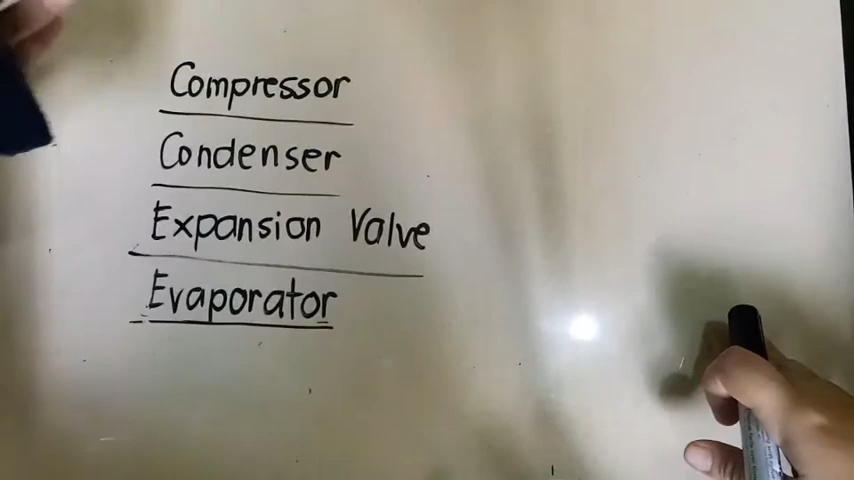 Compressor
Condenser
Expansion Valve
Evaporator